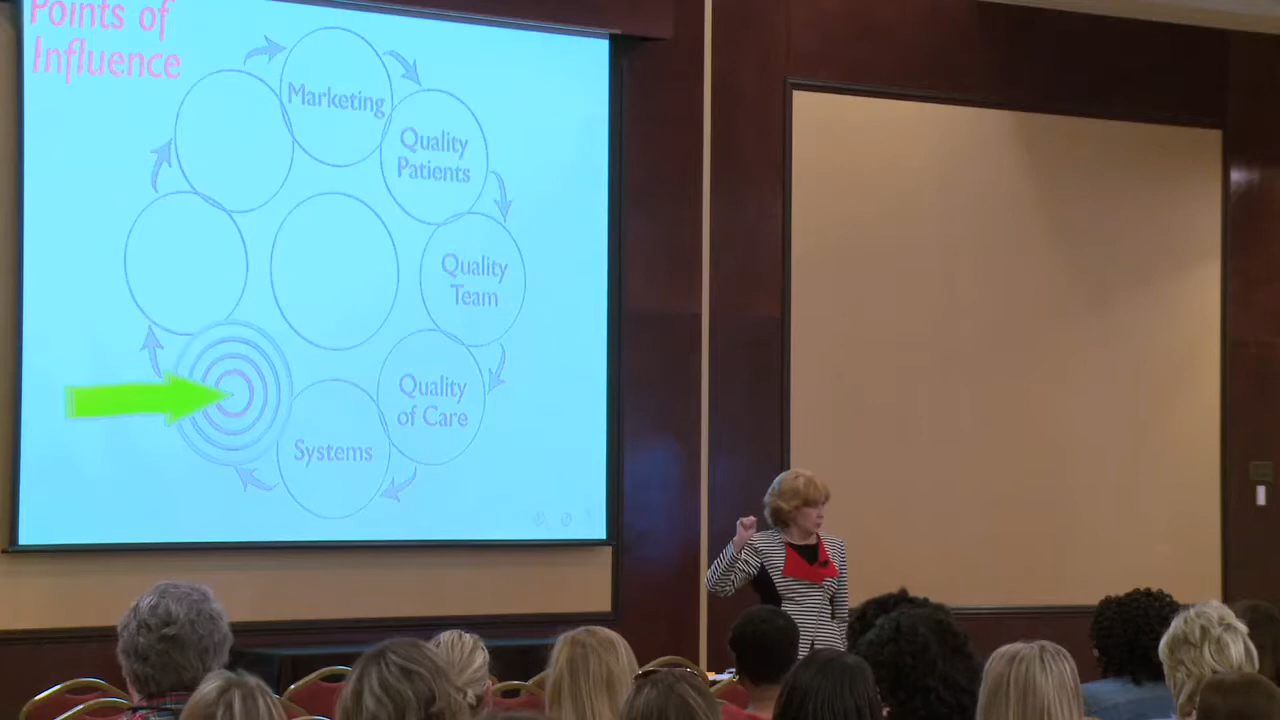 Points of
Influence
Marketing
Quality
Patients
Quality
Team
Quality
of Care
Systems